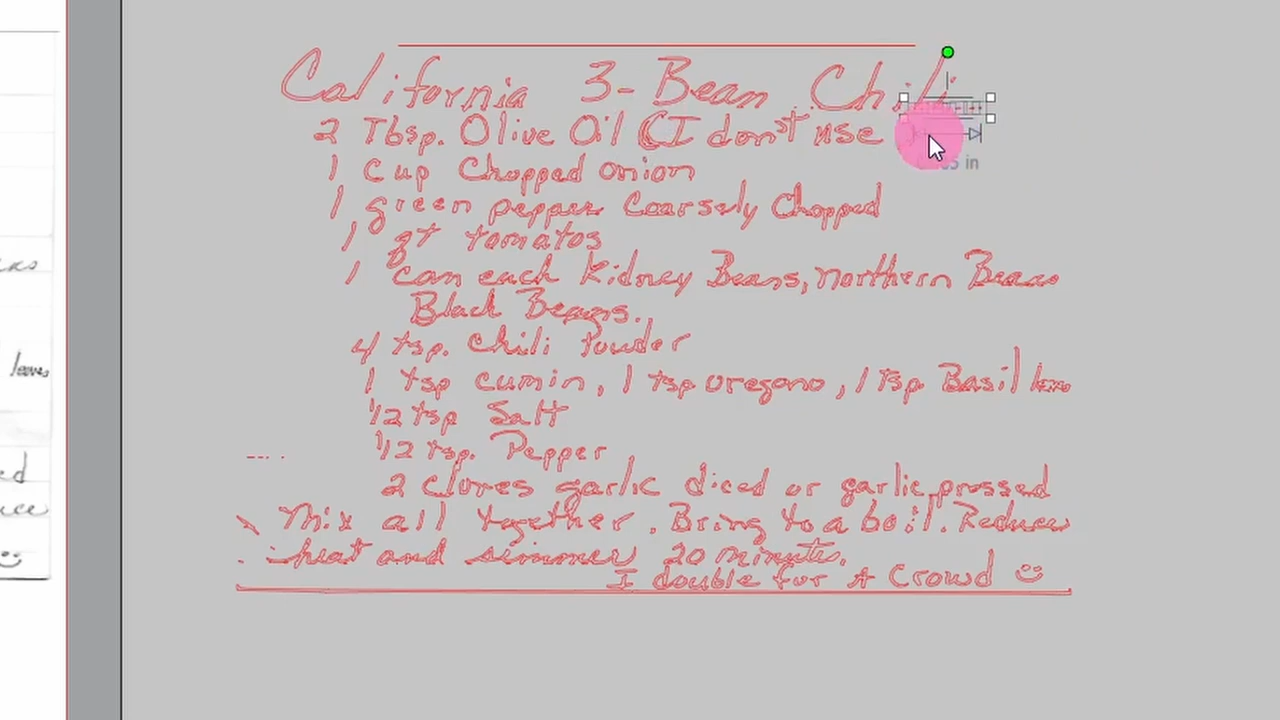 California 3-Bean Chili
2 Tbsp. Olive Oil (I don't use
1 Cup Chopped onion
1 green pepper Coarsely Chopped
1 qt tomatos
1 can each Kidney Beans, northern Beans
Black Beans.
4 tsp. Chili Powder
1 tsp cumin, 1 tsp oregano, 1 Tsp Basil leaves
leaves
1/2 tsp Salt
1/2 tsp. Pepper
2 cloves garlic diced or garlic pressed
Mix all together. Bring to a boil. Reduce
heat and simmer 20 minutes.
I double for A Crowd